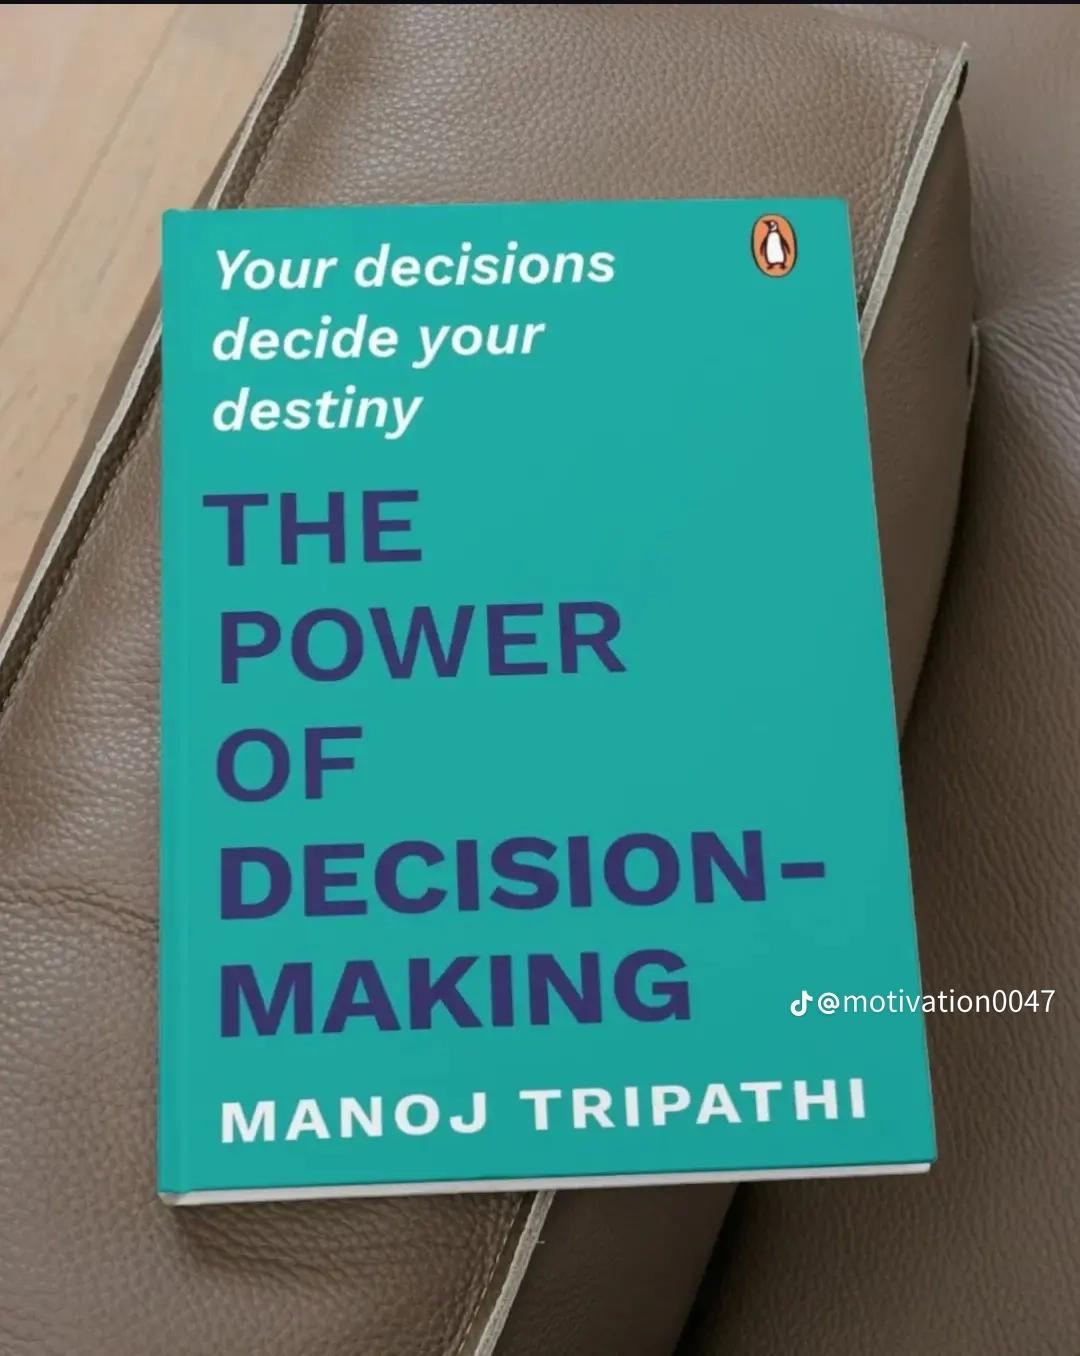 Your decisions
decide your
destiny
THE
POWER
OF
DECISION-
MAKING
@motivation0047
MANOJ TRIPATHI